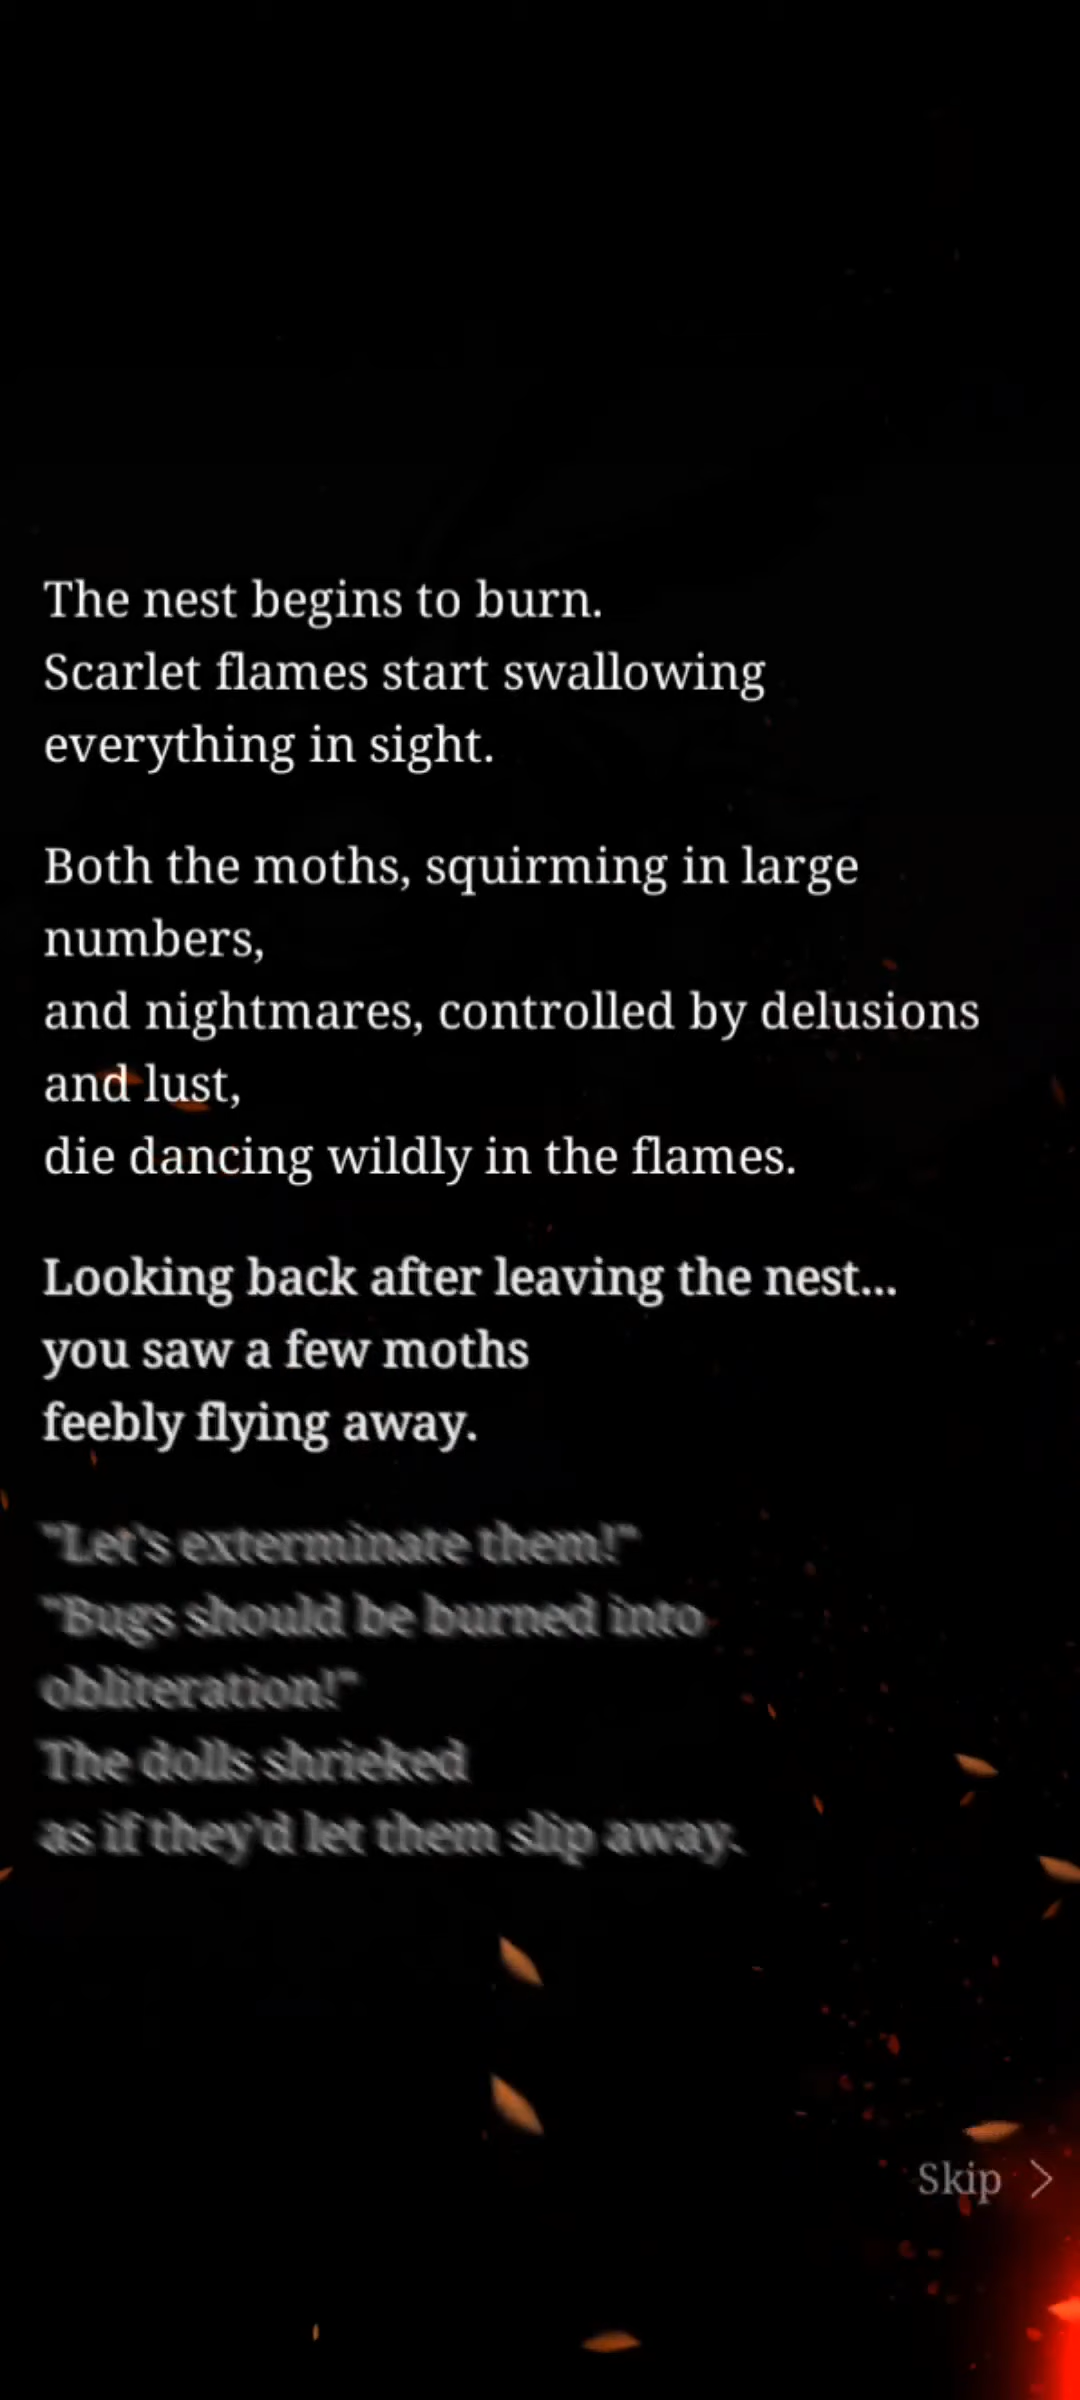 The nest begins to burn.
Scarlet flames start swallowing
everything in sight.
Both the moths, squirming in large
numbers,
and nightmares, controlled by delusions
and lust,
die dancing wildly in the flames.
Looking back after leaving the nest...
you saw a few moths
feebly flying away.
"Let's exterminate them!"
"Bugs should be burned into
obliteration!"
The dolls shrieked
as if they'd let them slip away.
Skip >